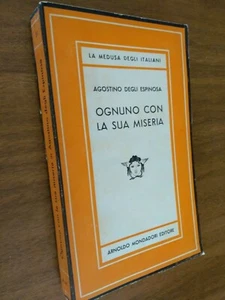 LA MEDUSA DEGLI ITALIANI
AGOSTINO DEGLI ESPINOSA
OGNUNO CON
LA SUA MISERIA
ARNOLDO MONDADORI EDITORE